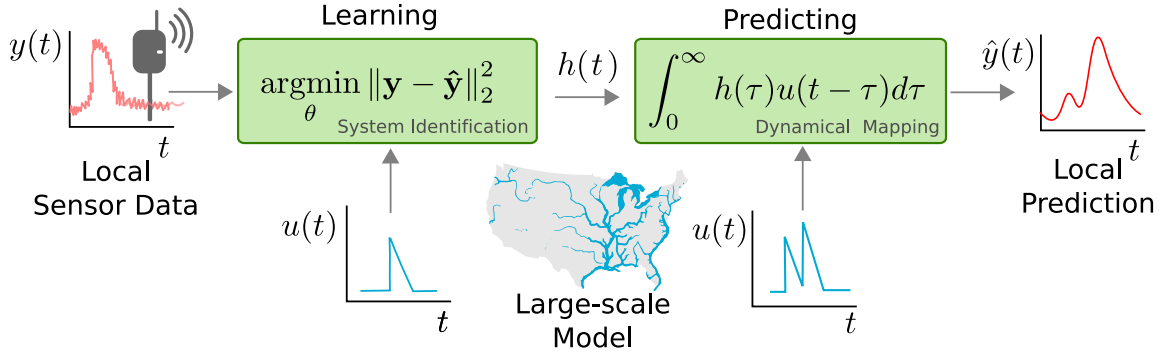 Learning
Predicting
y(t)
argmin ‖y − ŷ‖₂²
θ
System Identification
h(t)
∫₀^∞ h(τ)u(t − τ)dτ
Dynamical Mapping
ŷ(t)
t
Local
Sensor Data
t
Local
Prediction
u(t)
t
Large-scale
Model
u(t)
t